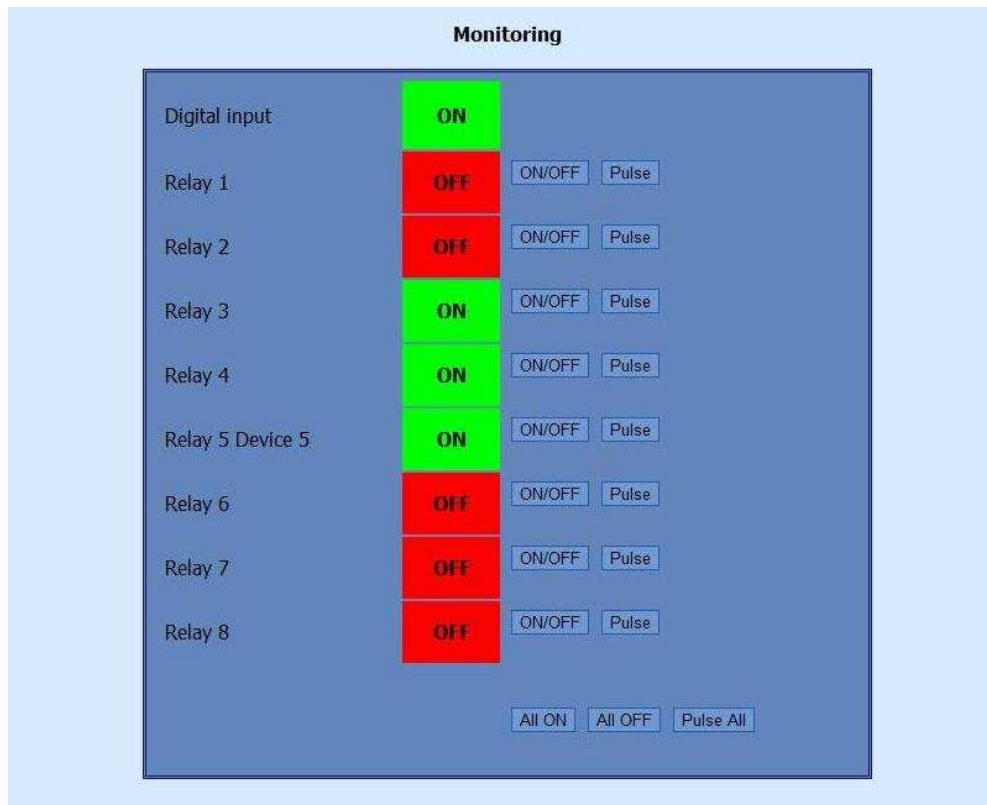 Monitoring
Digital input ON
Relay 1 OFF ON/OFF Pulse
Relay 2 OFF ON/OFF Pulse
Relay 3 ON ON/OFF Pulse
Relay 4 ON ON/OFF Pulse
Relay 5 Device 5 ON ON/OFF Pulse
Relay 6 OFF ON/OFF Pulse
Relay 7 OFF ON/OFF Pulse
Relay 8 OFF ON/OFF Pulse
All ON All OFF Pulse All